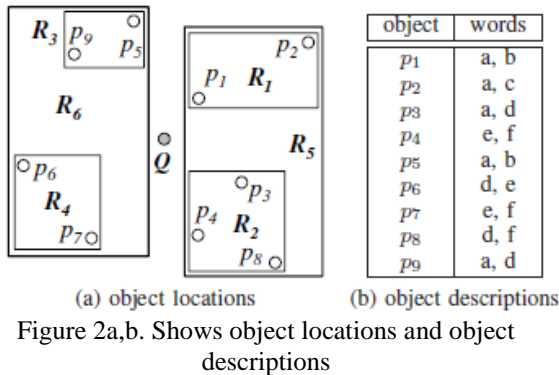 R3 p9 p5
p2
p1 R1
R6
Q
R5
p6
R4
p7
p3
p4 R2
p8
(a) object locations
object words
p1 a, b
p2 a, c
p3 a, d
p4 e, f
p5 a, b
p6 d, e
p7 e, f
p8 d, f
p9 a, d
(b) object descriptions
Figure 2a,b. Shows object locations and object
descriptions